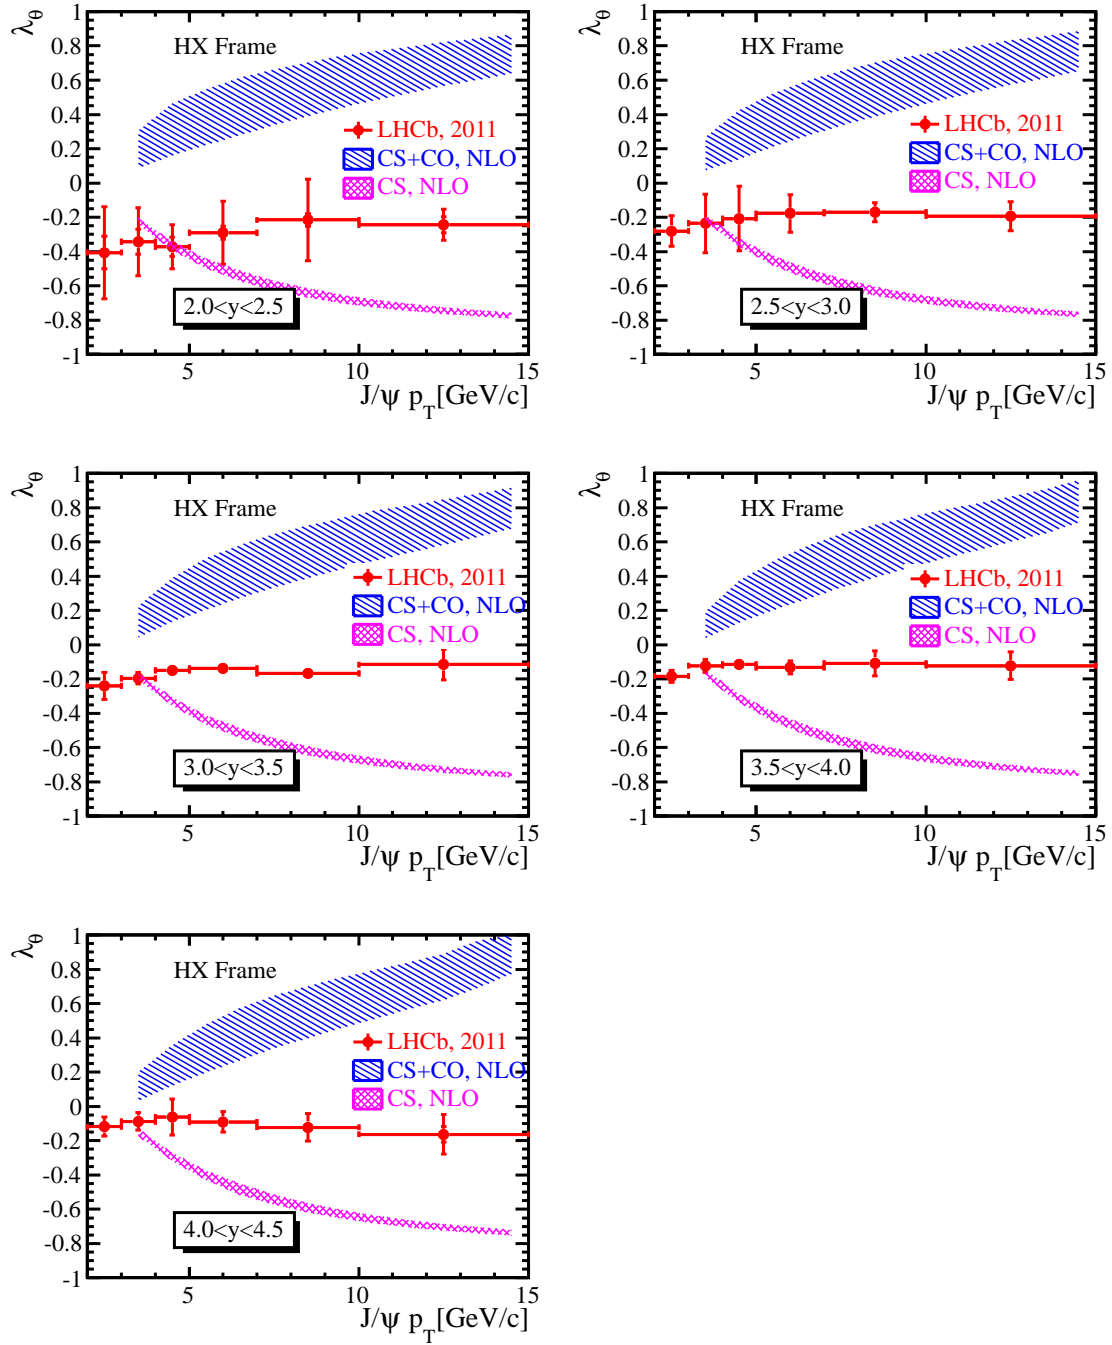 λθ
0.8
0.6
0.4
0.2
0
-0.2
-0.4
-0.6
-0.8
-1
HX Frame
LHCb, 2011
CS+CO, NLO
CS, NLO
2.0<y<2.5
5 10 15
J/ψ pT[GeV/c]
λθ
1
0.8
0.6
0.4
0.2
0
-0.2
-0.4
-0.6
-0.8
-1
HX Frame
LHCb, 2011
CS+CO, NLO
CS, NLO
2.5<y<3.0
5 10 15
J/ψ pT[GeV/c]
λθ
1
0.8
0.6
0.4
0.2
0
-0.2
-0.4
-0.6
-0.8
-1
HX Frame
LHCb, 2011
CS+CO, NLO
CS, NLO
3.0<y<3.5
5 10 15
J/ψ pT[GeV/c]
λθ
1
0.8
0.6
0.4
0.2
0
-0.2
-0.4
-0.6
-0.8
-1
HX Frame
LHCb, 2011
CS+CO, NLO
CS, NLO
3.5<y<4.0
5 10 15
J/ψ pT[GeV/c]
λθ
1
0.8
0.6
0.4
0.2
0
-0.2
-0.4
-0.6
-0.8
-1
HX Frame
LHCb, 2011
CS+CO, NLO
CS, NLO
4.0<y<4.5
5 10 15
J/ψ pT[GeV/c]